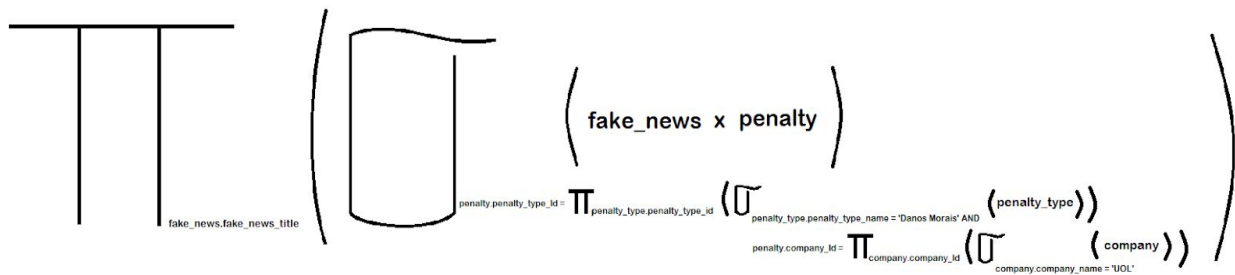 π fake_news.fake_news_title ( σ ( fake_news x penalty )
penalty.penalty_type_Id = π penalty_type.penalty_type_id ( σ penalty_type.penalty_type_name = 'Danos Morais' AND ( penalty_type ) )
penalty.company_Id = π company.company_Id ( σ company.company_name = 'UOL' ( company ) ) )